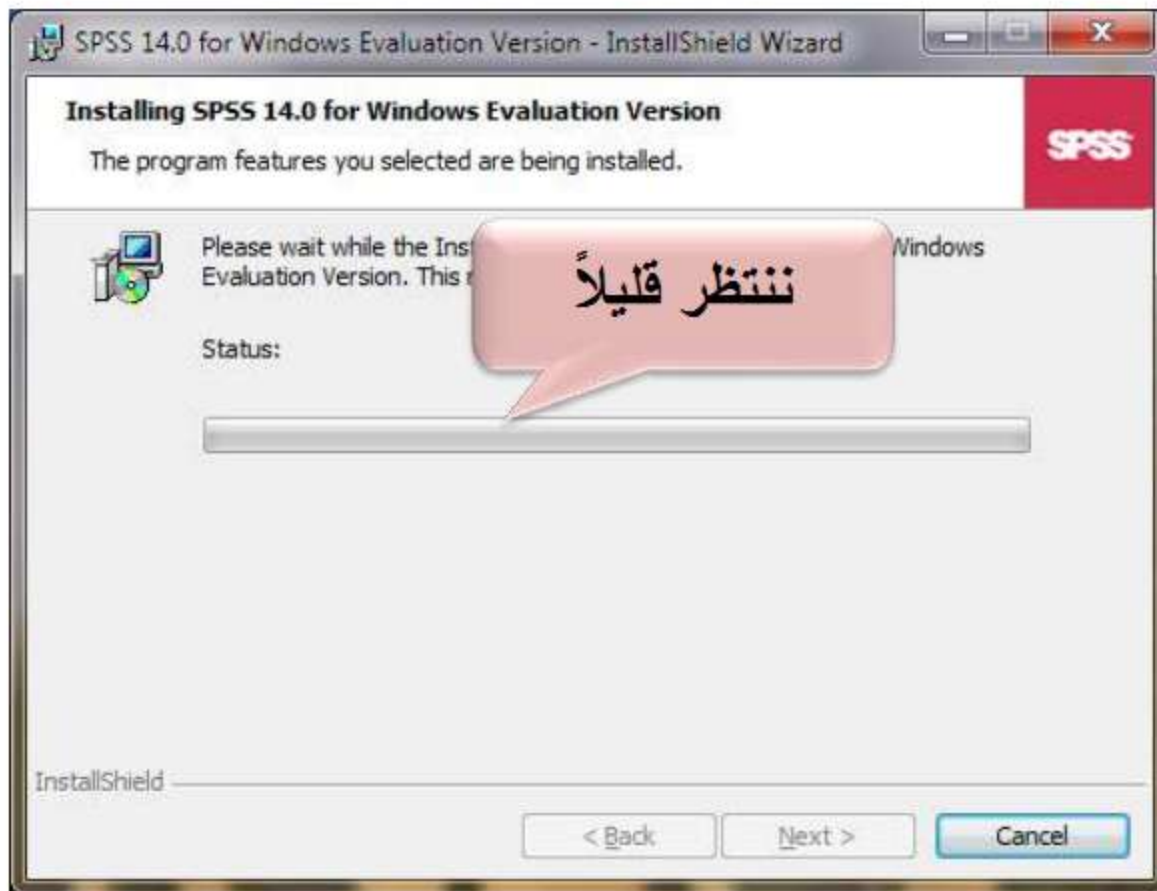 SPSS 14.0 for Windows Evaluation Version - InstallShield Wizard
Installing SPSS 14.0 for Windows Evaluation Version
The program features you selected are being installed.
SPSS
Please wait while the
Windows
Evaluation Version. This
ننتظر قليلاً
Status:
InstallShield
< Back
Next >
Cancel